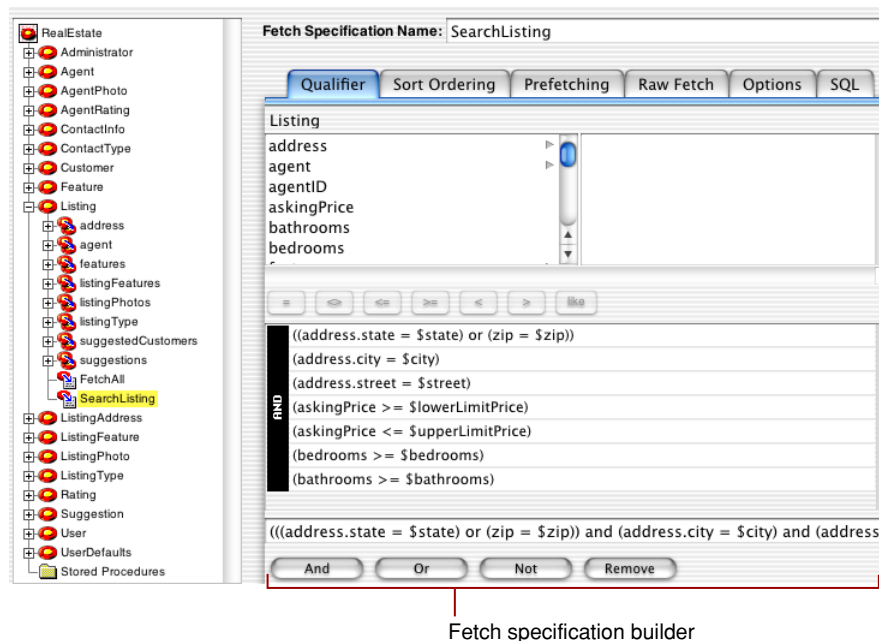 RealEstate
Administrator
Agent
AgentPhoto
AgentRating
ContactInfo
ContactType
Customer
Feature
Listing
address
agent
features
listingFeatures
listingPhotos
listingType
suggestedCustomers
suggestions
FetchAll
SearchListing
ListingAddress
ListingFeature
ListingPhoto
ListingType
Rating
Suggestion
User
UserDefaults
Stored Procedures
Fetch Specification Name: SearchListing
Qualifier Sort Ordering Prefetching Raw Fetch Options SQL
Listing
address
agent
agentID
askingPrice
bathrooms
bedrooms
= <> <= >= < > like
AND
((address.state = $state) or (zip = $zip))
(address.city = $city)
(address.street = $street)
(askingPrice >= $lowerLimitPrice)
(askingPrice <= $upperLimitPrice)
(bedrooms >= $bedrooms)
(bathrooms >= $bathrooms)
(((address.state = $state) or (zip = $zip)) and (address.city = $city) and (address
And Or Not Remove
Fetch specification builder